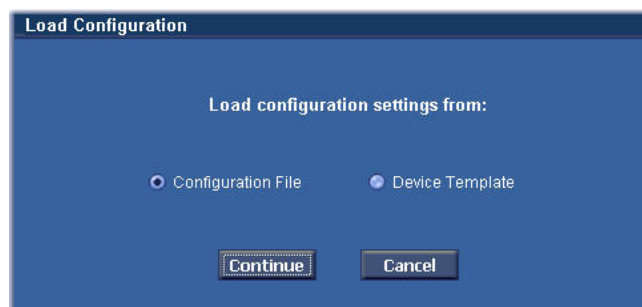 Load Configuration
Load configuration settings from:
Configuration File Device Template
Continue Cancel